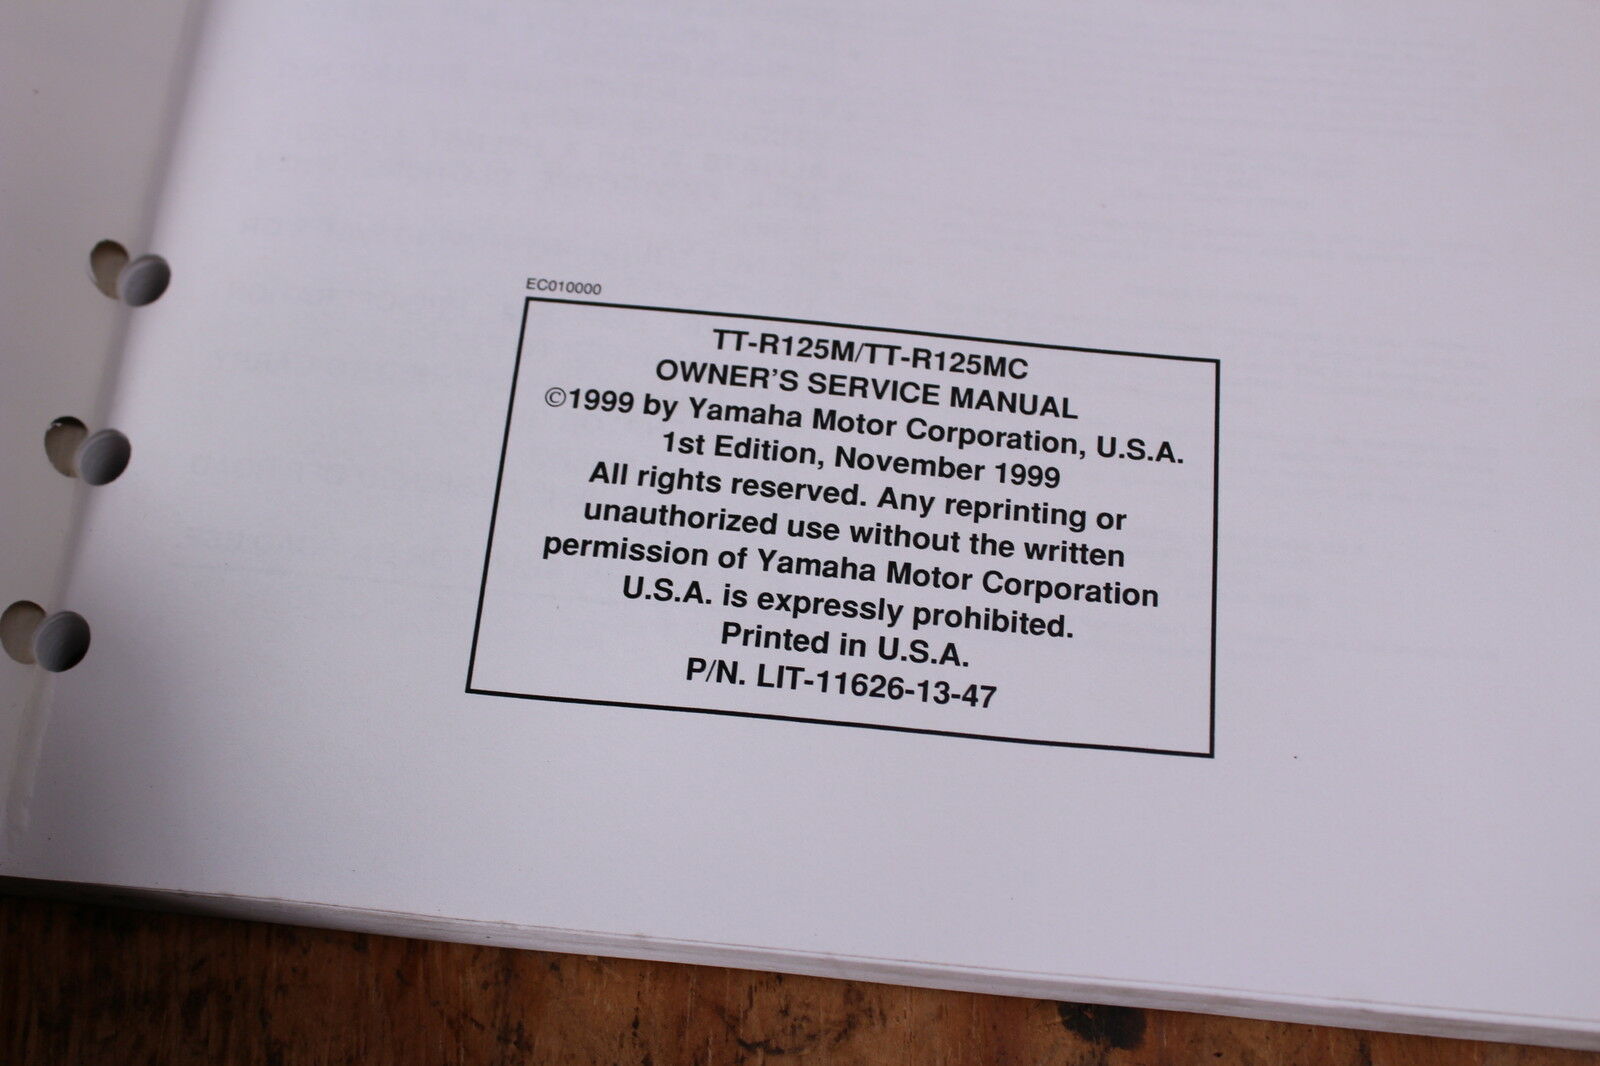 EC010000
TT-R125M/TT-R125MC
OWNER'S SERVICE MANUAL
©1999 by Yamaha Motor Corporation, U.S.A.
1st Edition, November 1999
All rights reserved. Any reprinting or
unauthorized use without the written
permission of Yamaha Motor Corporation
U.S.A. is expressly prohibited.
Printed in U.S.A.
P/N. LIT-11626-13-47